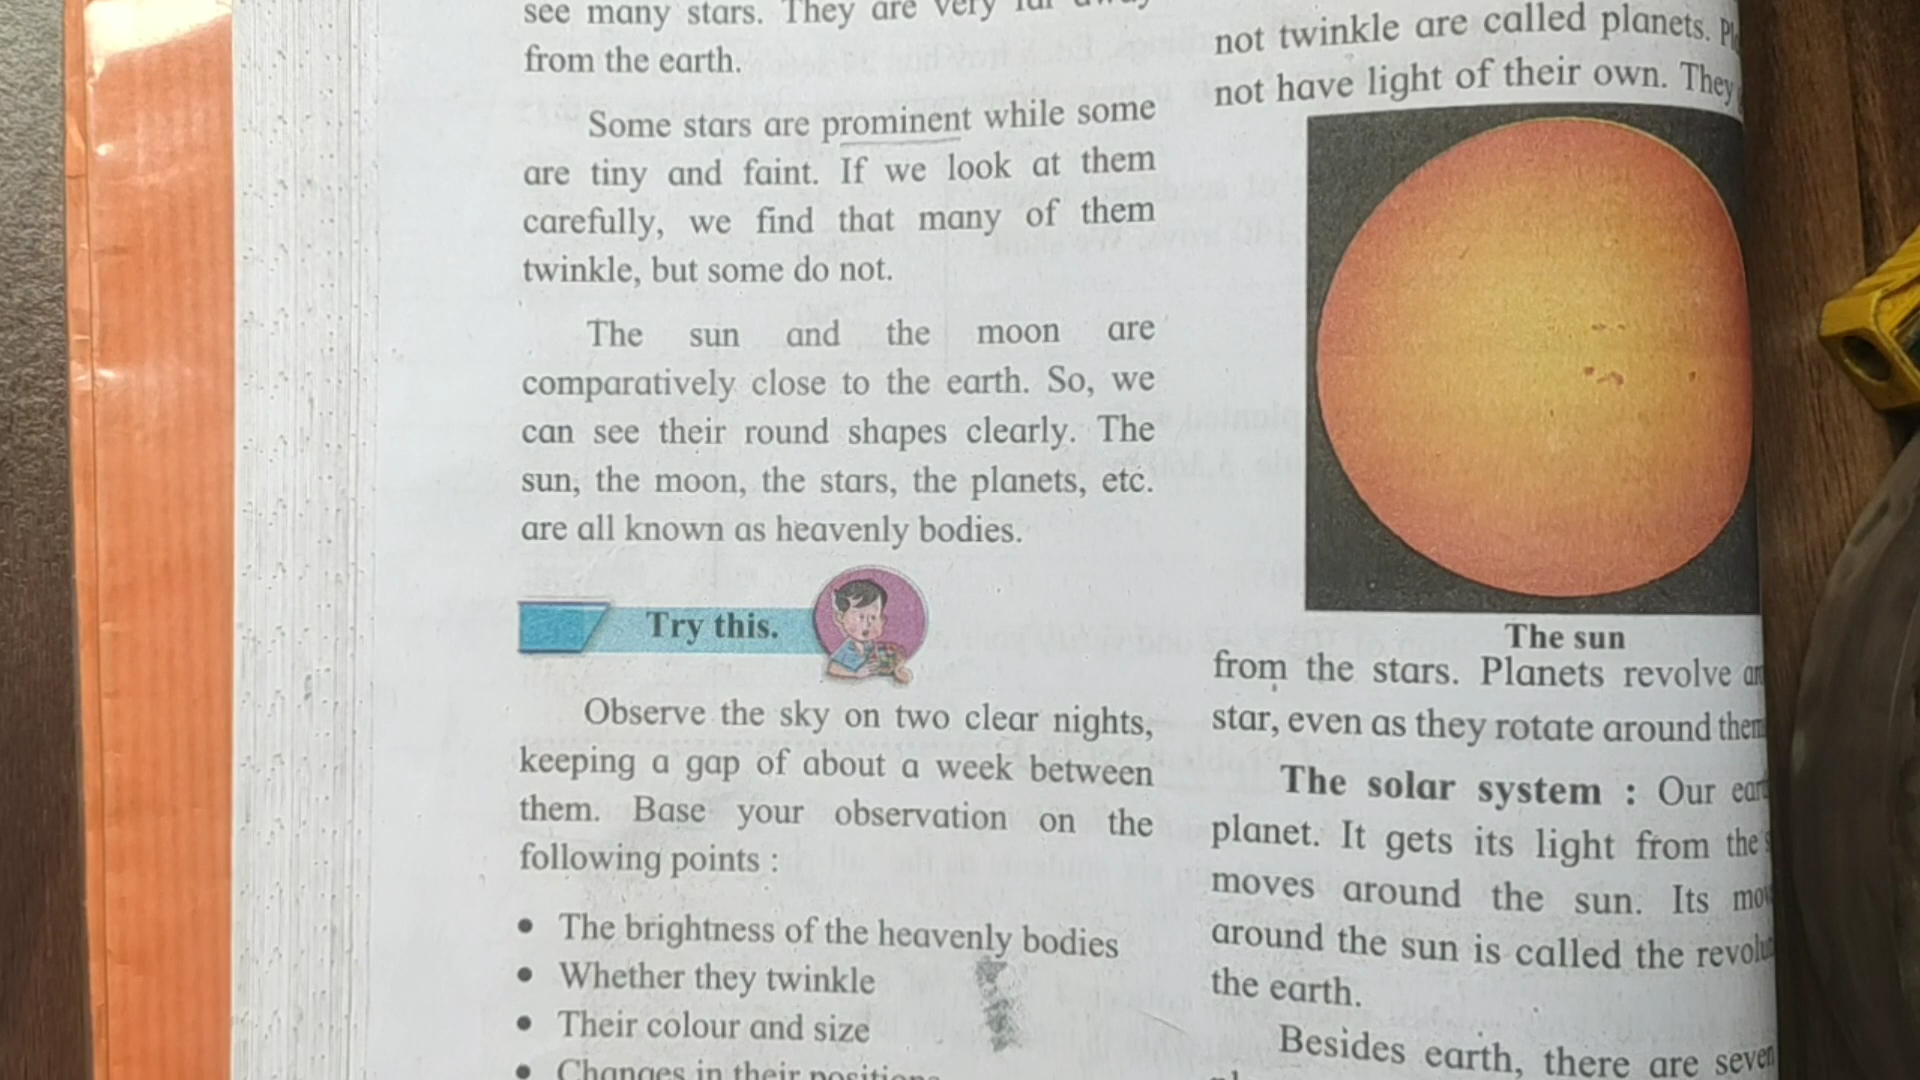 see many stars. They are very far away
from the earth.
Some stars are prominent while some
are tiny and faint. If we look at them
carefully, we find that many of them
twinkle, but some do not.
The sun and the moon are
comparatively close to the earth. So, we
can see their round shapes clearly. The
sun, the moon, the stars, the planets, etc.
are all known as heavenly bodies.
Try this.
Observe the sky on two clear nights,
keeping a gap of about a week between
them. Base your observation on the
following points :
• The brightness of the heavenly bodies
• Whether they twinkle
• Their colour and size
• Changes in their positions
not twinkle are called planets.
not have light of their own. They
The sun
from the stars. Planets revolve
star, even as they rotate around
The solar system : Our
planet. It gets its light from the
moves around the sun. Its
around the sun is called the
the earth.
Besides earth, there are seven